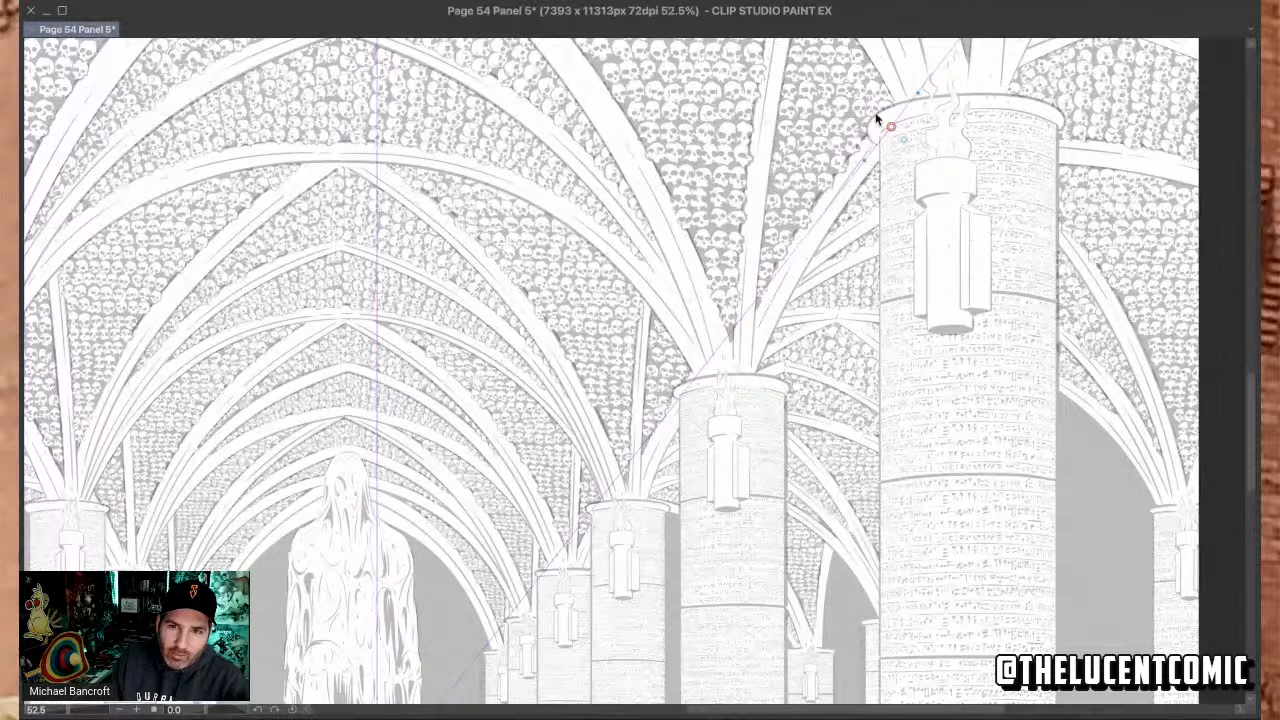 Page 54 Panel 5* (7393 x 11313px 72dpi 52.5%) - CLIP STUDIO PAINT EX
Page 54 Panel 5*
Michael Bancroft
@THELUCENTCOMIC
52.5
0.0